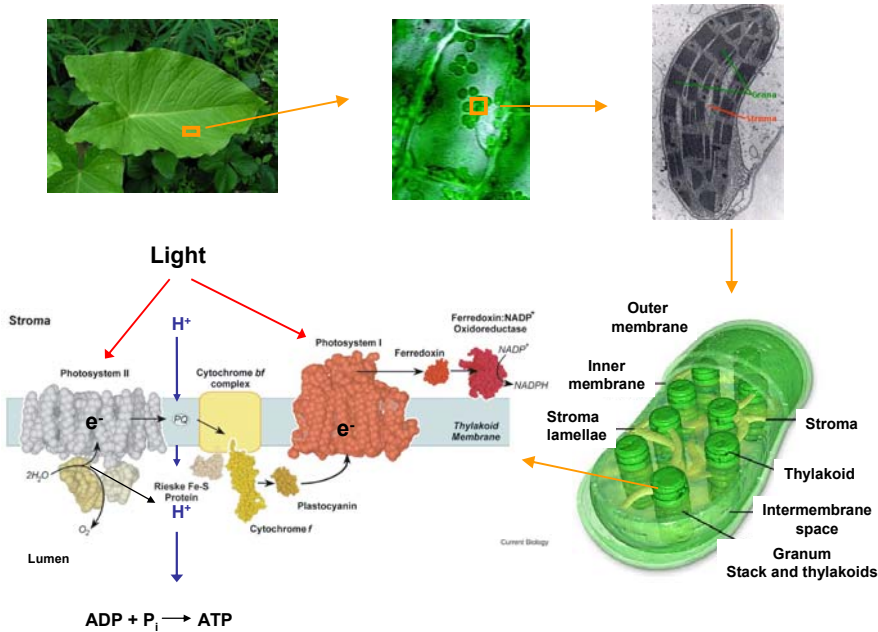 Grana
Stroma
Light
Stroma
H⁺
Ferredoxin:NADP⁺
Oxidoreductase
Photosystem I
Ferredoxin
NADP⁺
NADPH
Photosystem II
Cytochrome bf
complex
e⁻
PQ
e⁻
Thylakoid
Membrane
2H₂O
Rieske Fe-S
Protein
H⁺
Plastocyanin
Cytochrome f
O₂
Lumen
Current Biology
ADP + Pᵢ → ATP
Outer
membrane
Inner
membrane
Stroma
lamellae
Stroma
Thylakoid
Intermembrane
space
Granum
Stack and thylakoids